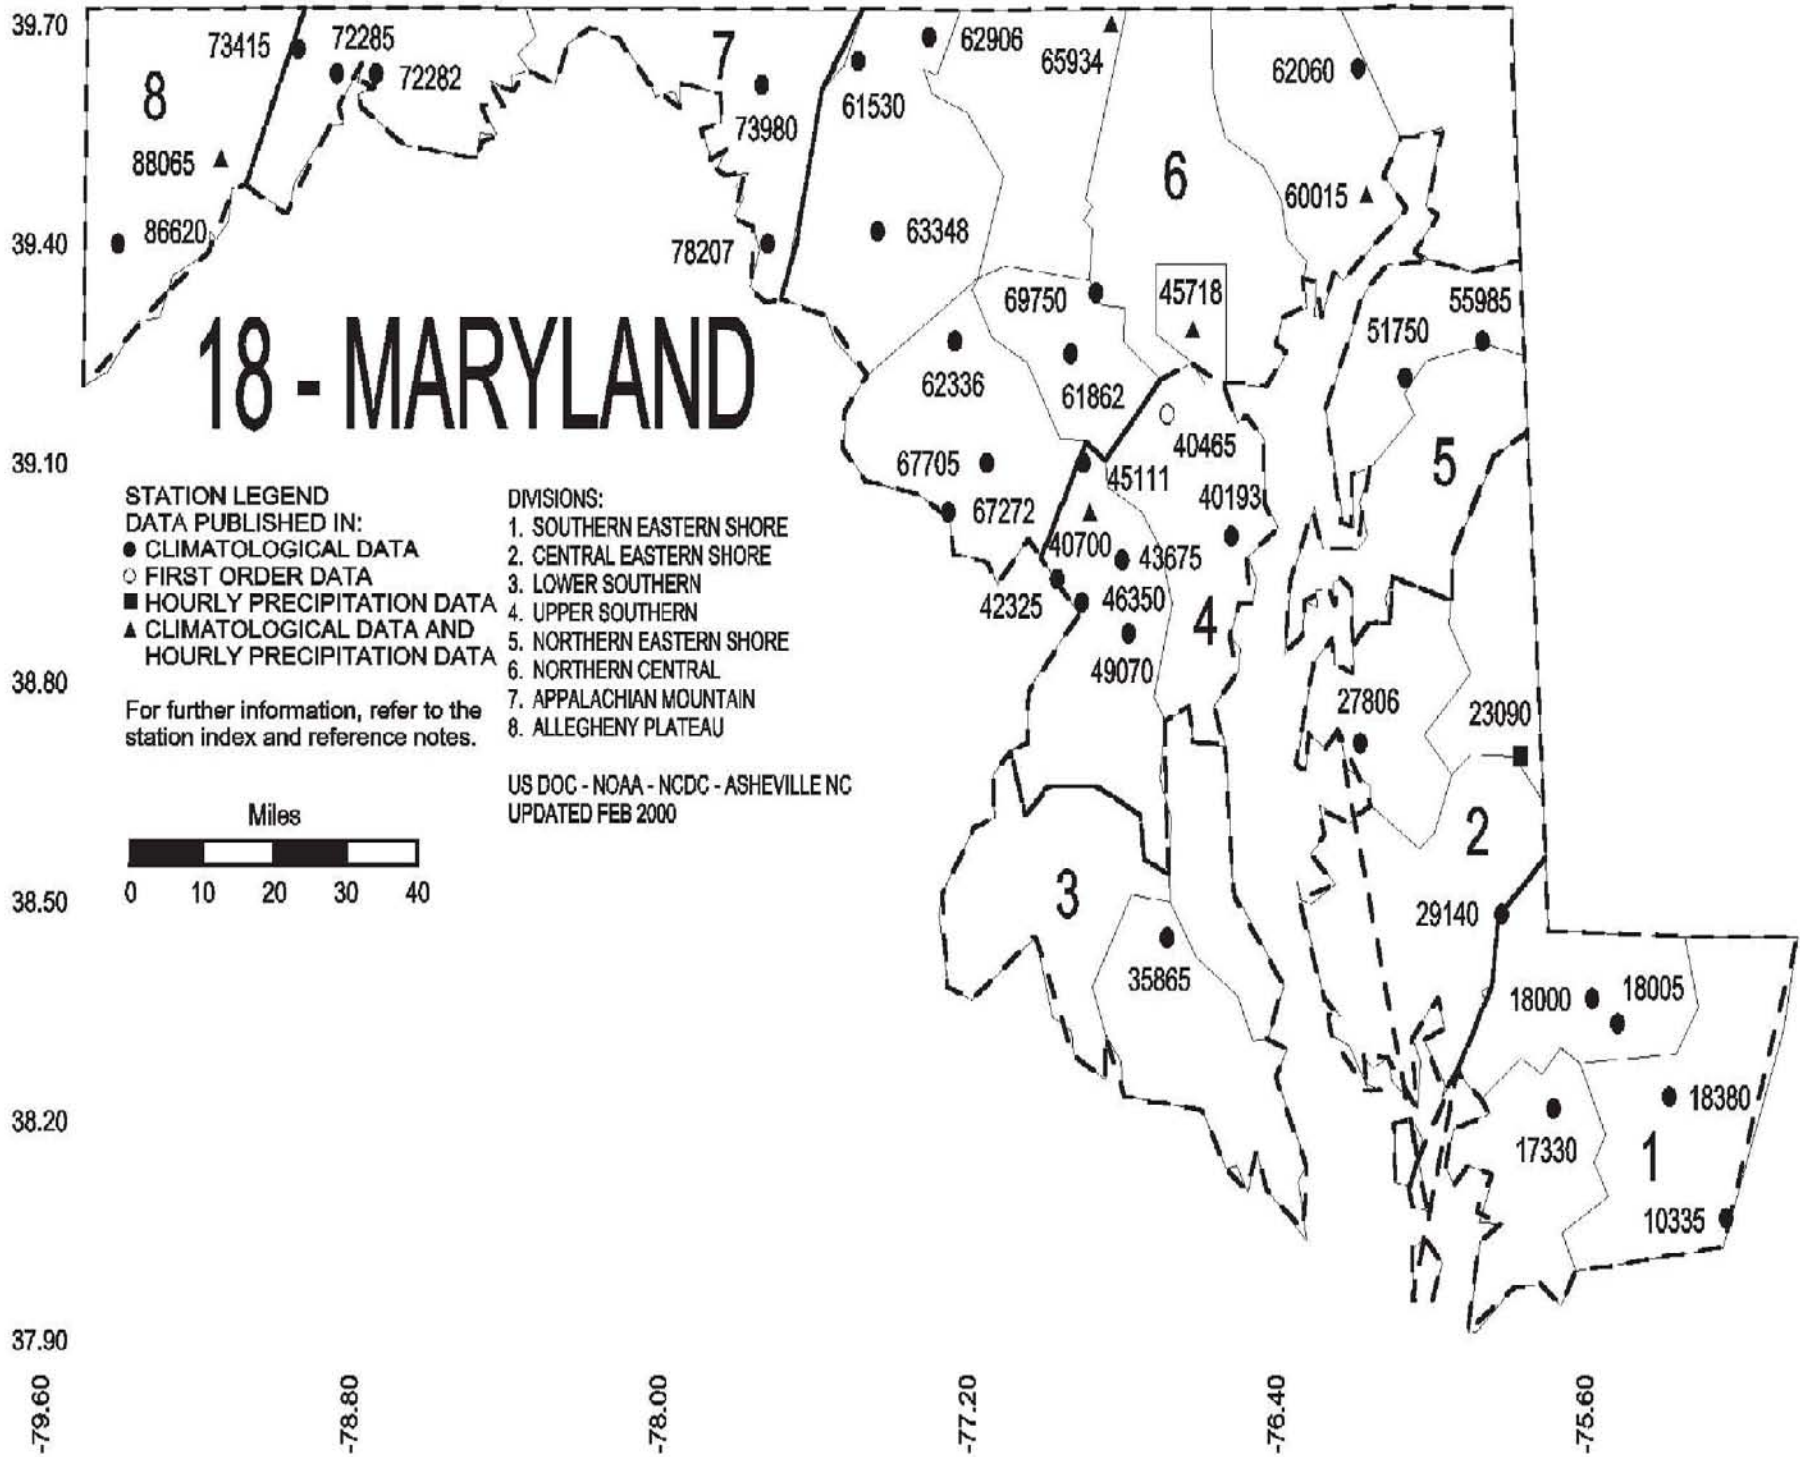 39.70
73415
72285
72282
7
62906
65934
62060
8
61530
73980
88065
6
60015
86620
39.40
78207
63348
69750
45718
55985
51750
18 - MARYLAND
62336
61862
40465
39.10
67705
45111
5
40193
67272
STATION LEGEND
DATA PUBLISHED IN:
CLIMATOLOGICAL DATA
FIRST ORDER DATA
HOURLY PRECIPITATION DATA
CLIMATOLOGICAL DATA AND
HOURLY PRECIPITATION DATA
For further information, refer to the
station index and reference notes.
DIVISIONS:
1. SOUTHERN EASTERN SHORE
2. CENTRAL EASTERN SHORE
3. LOWER SOUTHERN
4. UPPER SOUTHERN
5. NORTHERN EASTERN SHORE
6. NORTHERN CENTRAL
7. APPALACHIAN MOUNTAIN
8. ALLEGHENY PLATEAU
US DOC - NOAA - NCDC - ASHEVILLE NC
UPDATED FEB 2000
40700
43675
42325
46350
4
49070
38.80
27806
23090
Miles
0 10 20 30 40
2
38.50
3
29140
35865
18000
18005
38.20
18380
17330
1
10335
37.90
-79.60
-78.80
-78.00
-77.20
-76.40
-75.60